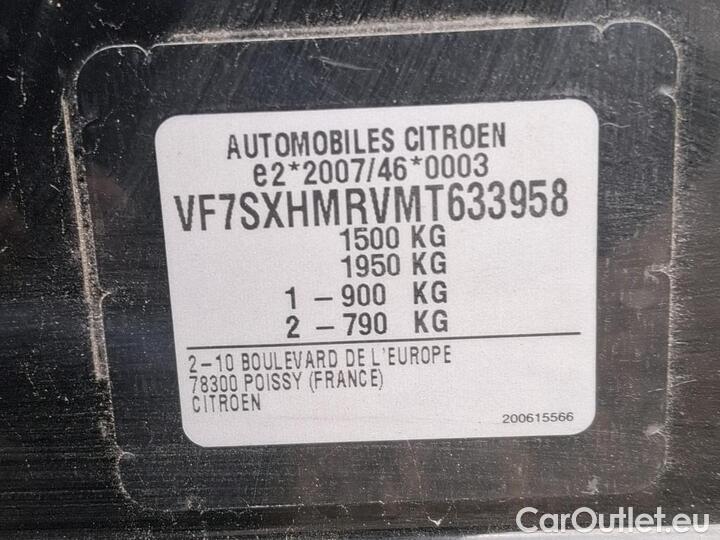 AUTOMOBILES CITROEN
e2*2007/46*0003
VF7SXHMRVMT633958
1500 KG
1950 KG
1 – 900 KG
2 – 790 KG
2–10 BOULEVARD DE L'EUROPE
78300 POISSY (FRANCE)
CITROEN
200615566
CarOutlet.eu